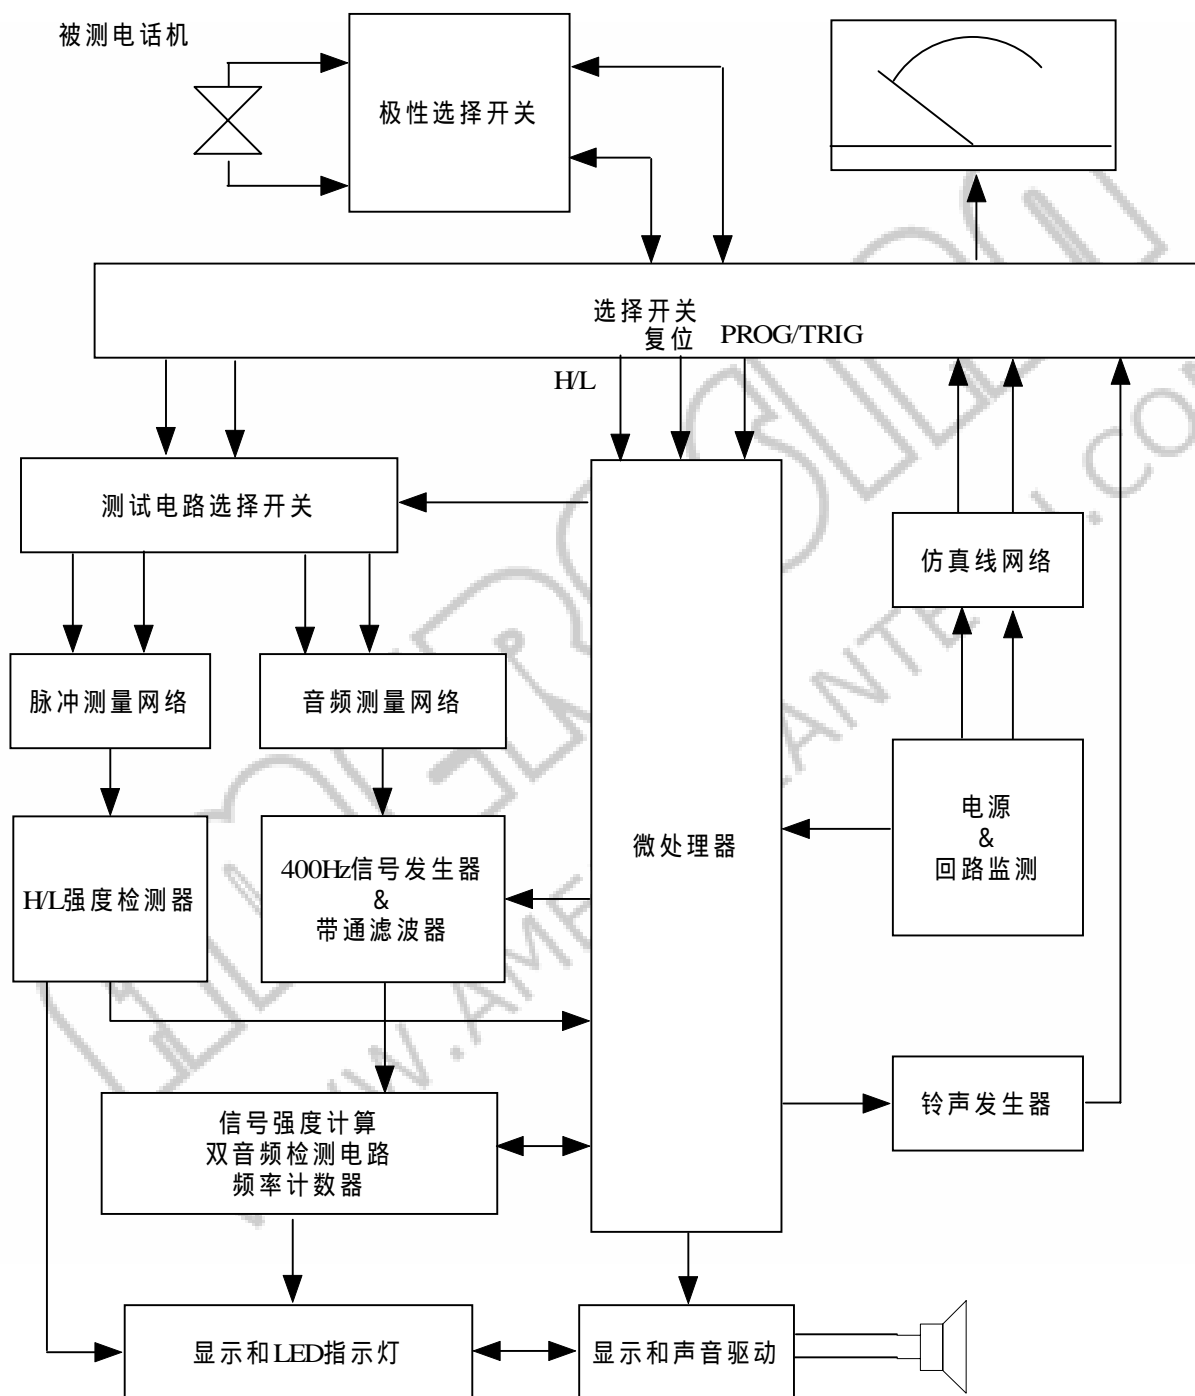 被测电话机
极性选择开关
选择开关
复位 PROG/TRIG
H/L
测试电路选择开关
仿真线网络
脉冲测量网络
音频测量网络
电源
&
回路监测
微处理器
H/L强度检测器
400Hz信号发生器
&
带通滤波器
铃声发生器
信号强度计算
双音频检测电路
频率计数器
显示和LED指示灯
显示和声音驱动